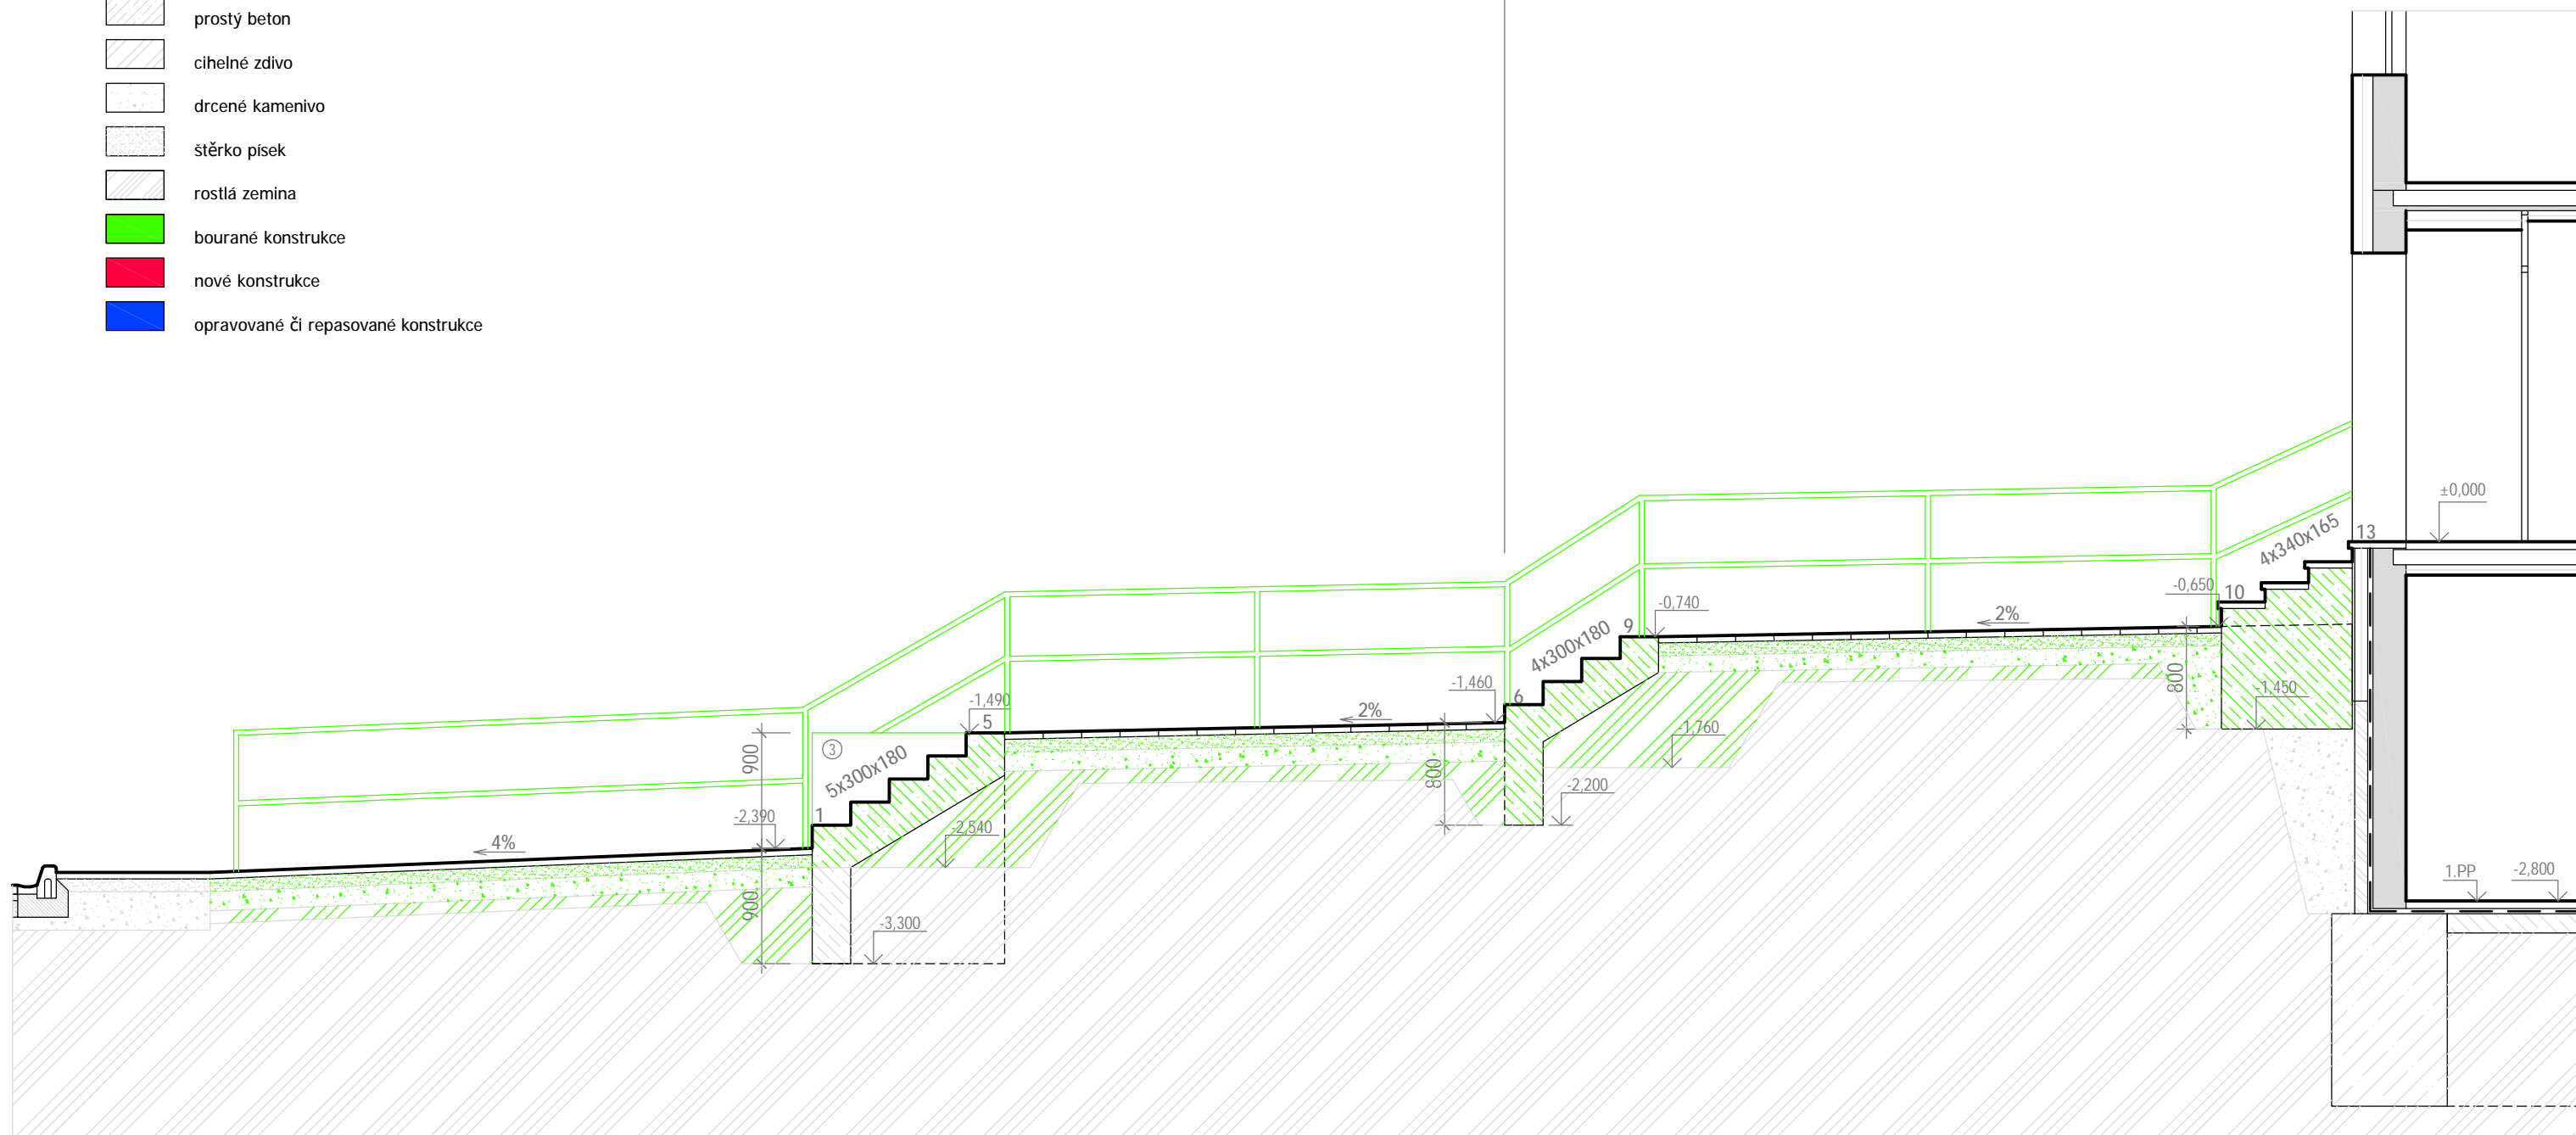 prostý beton
cihelné zdivo
drcené kamenivo
štěrko písek
rostlá zemina
bourané konstrukce
nové konstrukce
opravované či repasované konstrukce
±0,000
13
4x340x165
-0,650
10
2%
-0,740
9
4x300x180
-1,460
6
2%
-1,490
5
800
-1,450
-1,760
800
-2,200
900
3
5x300x180
1
-2,390
4%
-2,540
900
-3,300
1.PP
-2,800